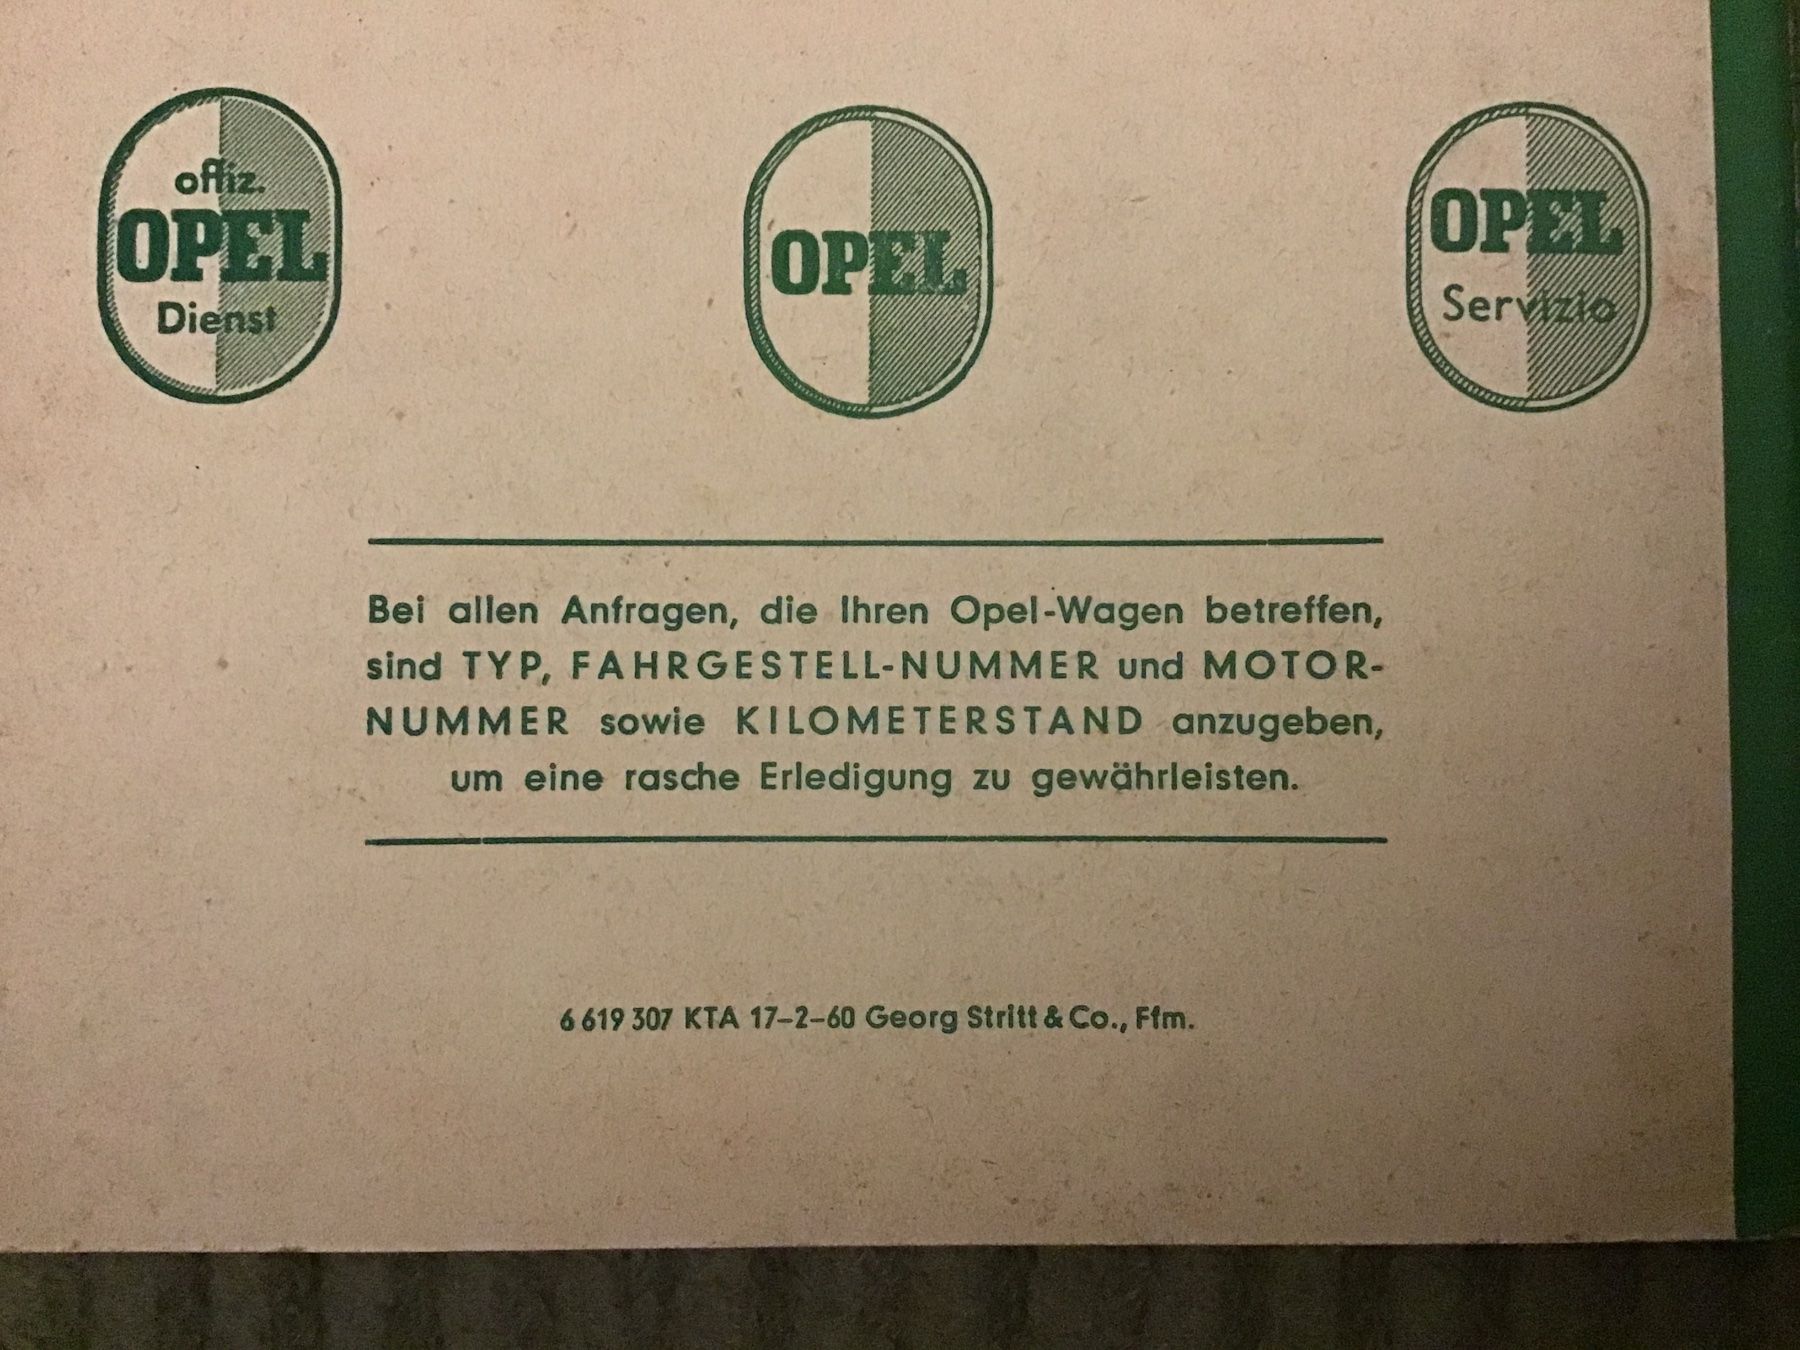 offiz.
OPEL
Dienst
OPEL
OPEL
Servizio
Bei allen Anfragen, die Ihren Opel-Wagen betreffen,
sind TYP, FAHRGESTELL-NUMMER und MOTOR-
NUMMER sowie KILOMETERSTAND anzugeben,
um eine rasche Erledigung zu gewährleisten.
6 619 307 KTA 17–2–60 Georg Stritt & Co., Ffm.